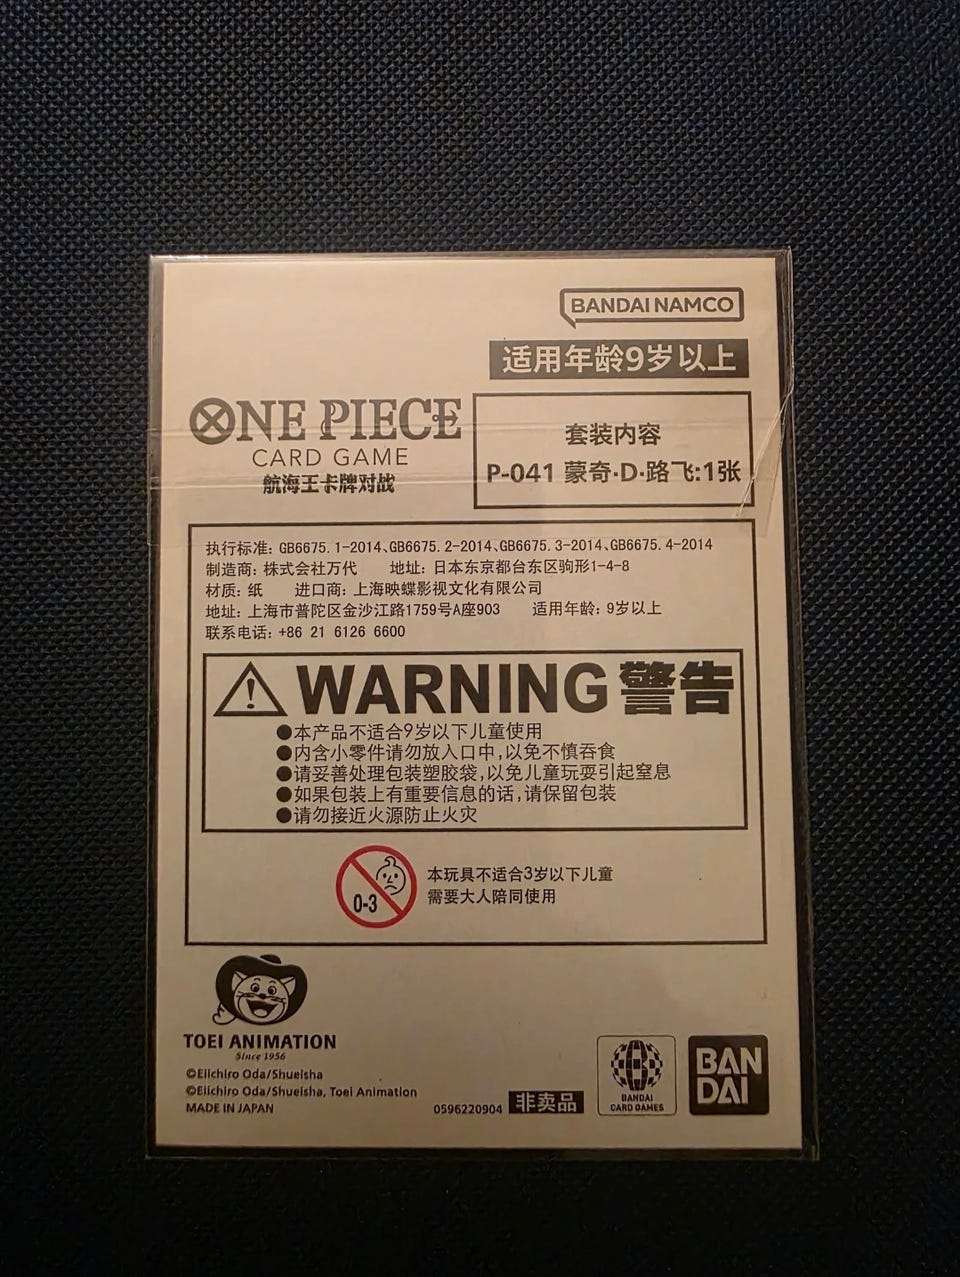 BANDAI NAMCO
适用年龄9岁以上
ONE PIECE
CARD GAME
航海王卡牌对战
套装内容
P-041 蒙奇·D·路飞:1张
执行标准: GB6675.1-2014、GB6675.2-2014、GB6675.3-2014、GB6675.4-2014
制造商: 株式会社万代 地址: 日本东京都台东区驹形1-4-8
材质: 纸 进口商: 上海映蝶影视文化有限公司
地址: 上海市普陀区金沙江路1759号A座903 适用年龄: 9岁以上
联系电话: +86 21 6126 6600
WARNING 警告
●本产品不适合9岁以下儿童使用
●内含小零件请勿放入口中,以免不慎吞食
●请妥善处理包装塑胶袋,以免儿童玩耍引起窒息
●如果包装上有重要信息的话,请保留包装
●请勿接近火源防止火灾
0-3
本玩具不适合3岁以下儿童
需要大人陪同使用
TOEI ANIMATION
Since 1956
©Eiichiro Oda/Shueisha
©Eiichiro Oda/Shueisha, Toei Animation
MADE IN JAPAN
0596220904 非卖品
BANDAI
CARD GAMES
BAN
DAI